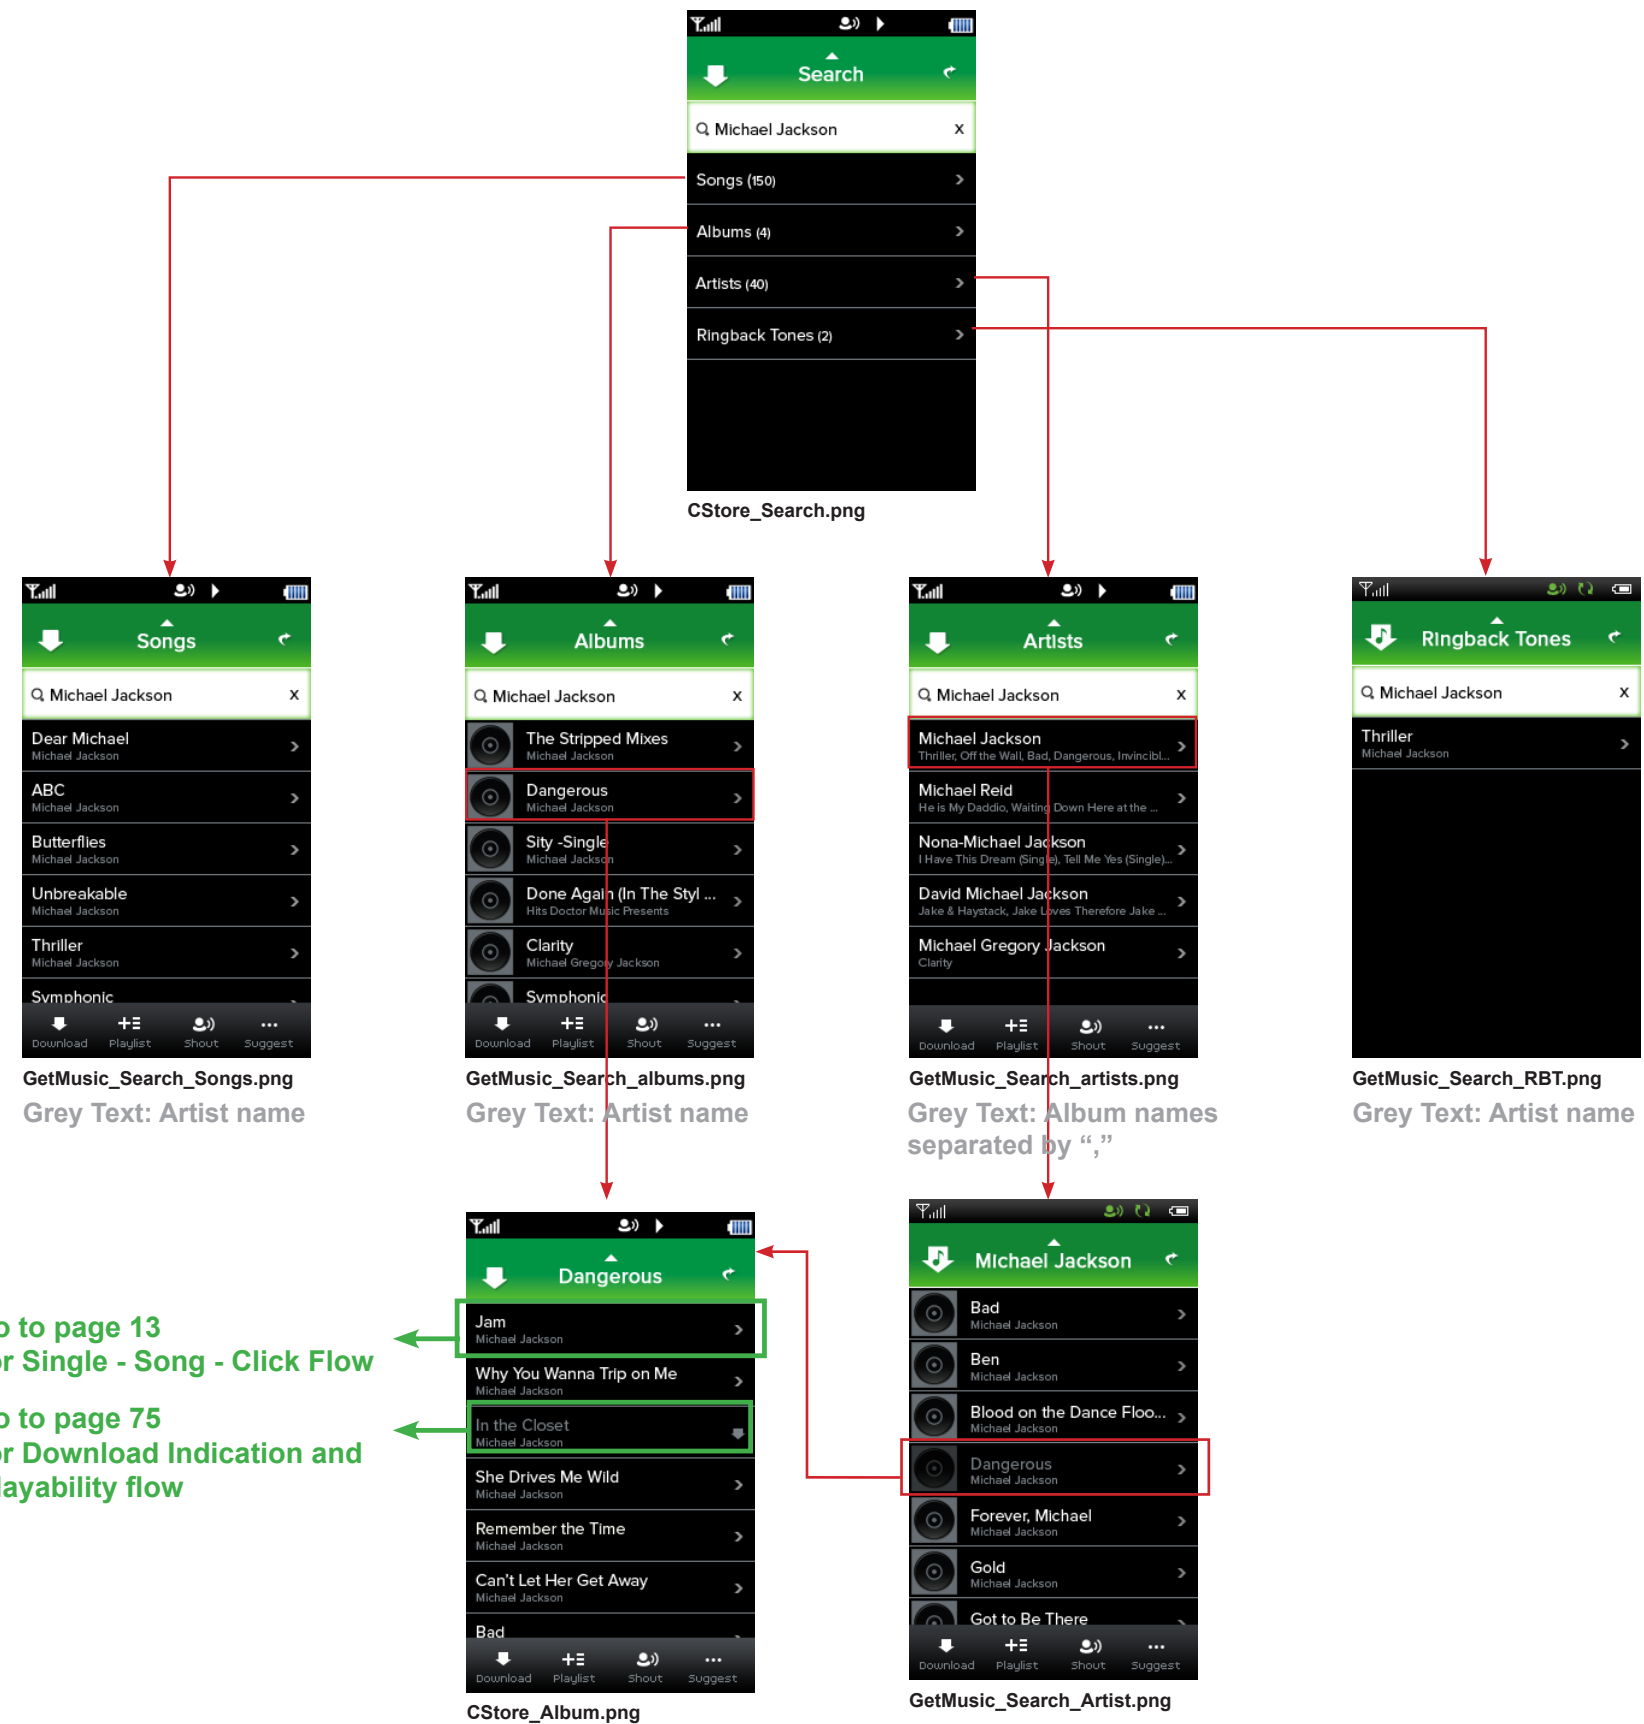 Search
Michael Jackson x
Songs (150)
Albums (4)
Artists (40)
Ringback Tones (2)
CStore_Search.png
Songs
Michael Jackson x
Dear Michael
Michael Jackson
ABC
Michael Jackson
Butterflies
Michael Jackson
Unbreakable
Michael Jackson
Thriller
Michael Jackson
Symphonic
Download Playlist Shout Suggest
GetMusic_Search_Songs.png
Grey Text: Artist name
Albums
Michael Jackson x
The Stripped Mixes
Michael Jackson
Dangerous
Michael Jackson
Sity -Single
Michael Jackson
Done Again (In The Styl ...
Hits Doctor Music Presents
Clarity
Michael Gregory Jackson
Symphonic
Download Playlist Shout Suggest
GetMusic_Search_albums.png
Grey Text: Artist name
Artists
Michael Jackson x
Michael Jackson
Thriller, Off the Wall, Bad, Dangerous, Invincibl...
Michael Reid
He is My Daddio, Waiting Down Here at the ...
Nona-Michael Jackson
I Have This Dream (Single), Tell Me Yes (Single)...
David Michael Jackson
Jake & Haystack, Jake Loves Therefore Jake ...
Michael Gregory Jackson
Clarity
Download Playlist Shout Suggest
GetMusic_Search_artists.png
Grey Text: Album names
separated by “,”
Ringback Tones
Michael Jackson x
Thriller
Michael Jackson
GetMusic_Search_RBT.png
Grey Text: Artist name
o to page 13
or Single - Song - Click Flow
o to page 75
or Download Indication and
layability flow
Dangerous
Jam
Michael Jackson
Why You Wanna Trip on Me
Michael Jackson
In the Closet
Michael Jackson
She Drives Me Wild
Michael Jackson
Remember the Time
Michael Jackson
Can't Let Her Get Away
Michael Jackson
Bad
Download Playlist Shout Suggest
CStore_Album.png
Michael Jackson
Bad
Michael Jackson
Ben
Michael Jackson
Blood on the Dance Floo...
Michael Jackson
Dangerous
Michael Jackson
Forever, Michael
Michael Jackson
Gold
Michael Jackson
Got to Be There
Download Playlist Shout Suggest
GetMusic_Search_Artist.png